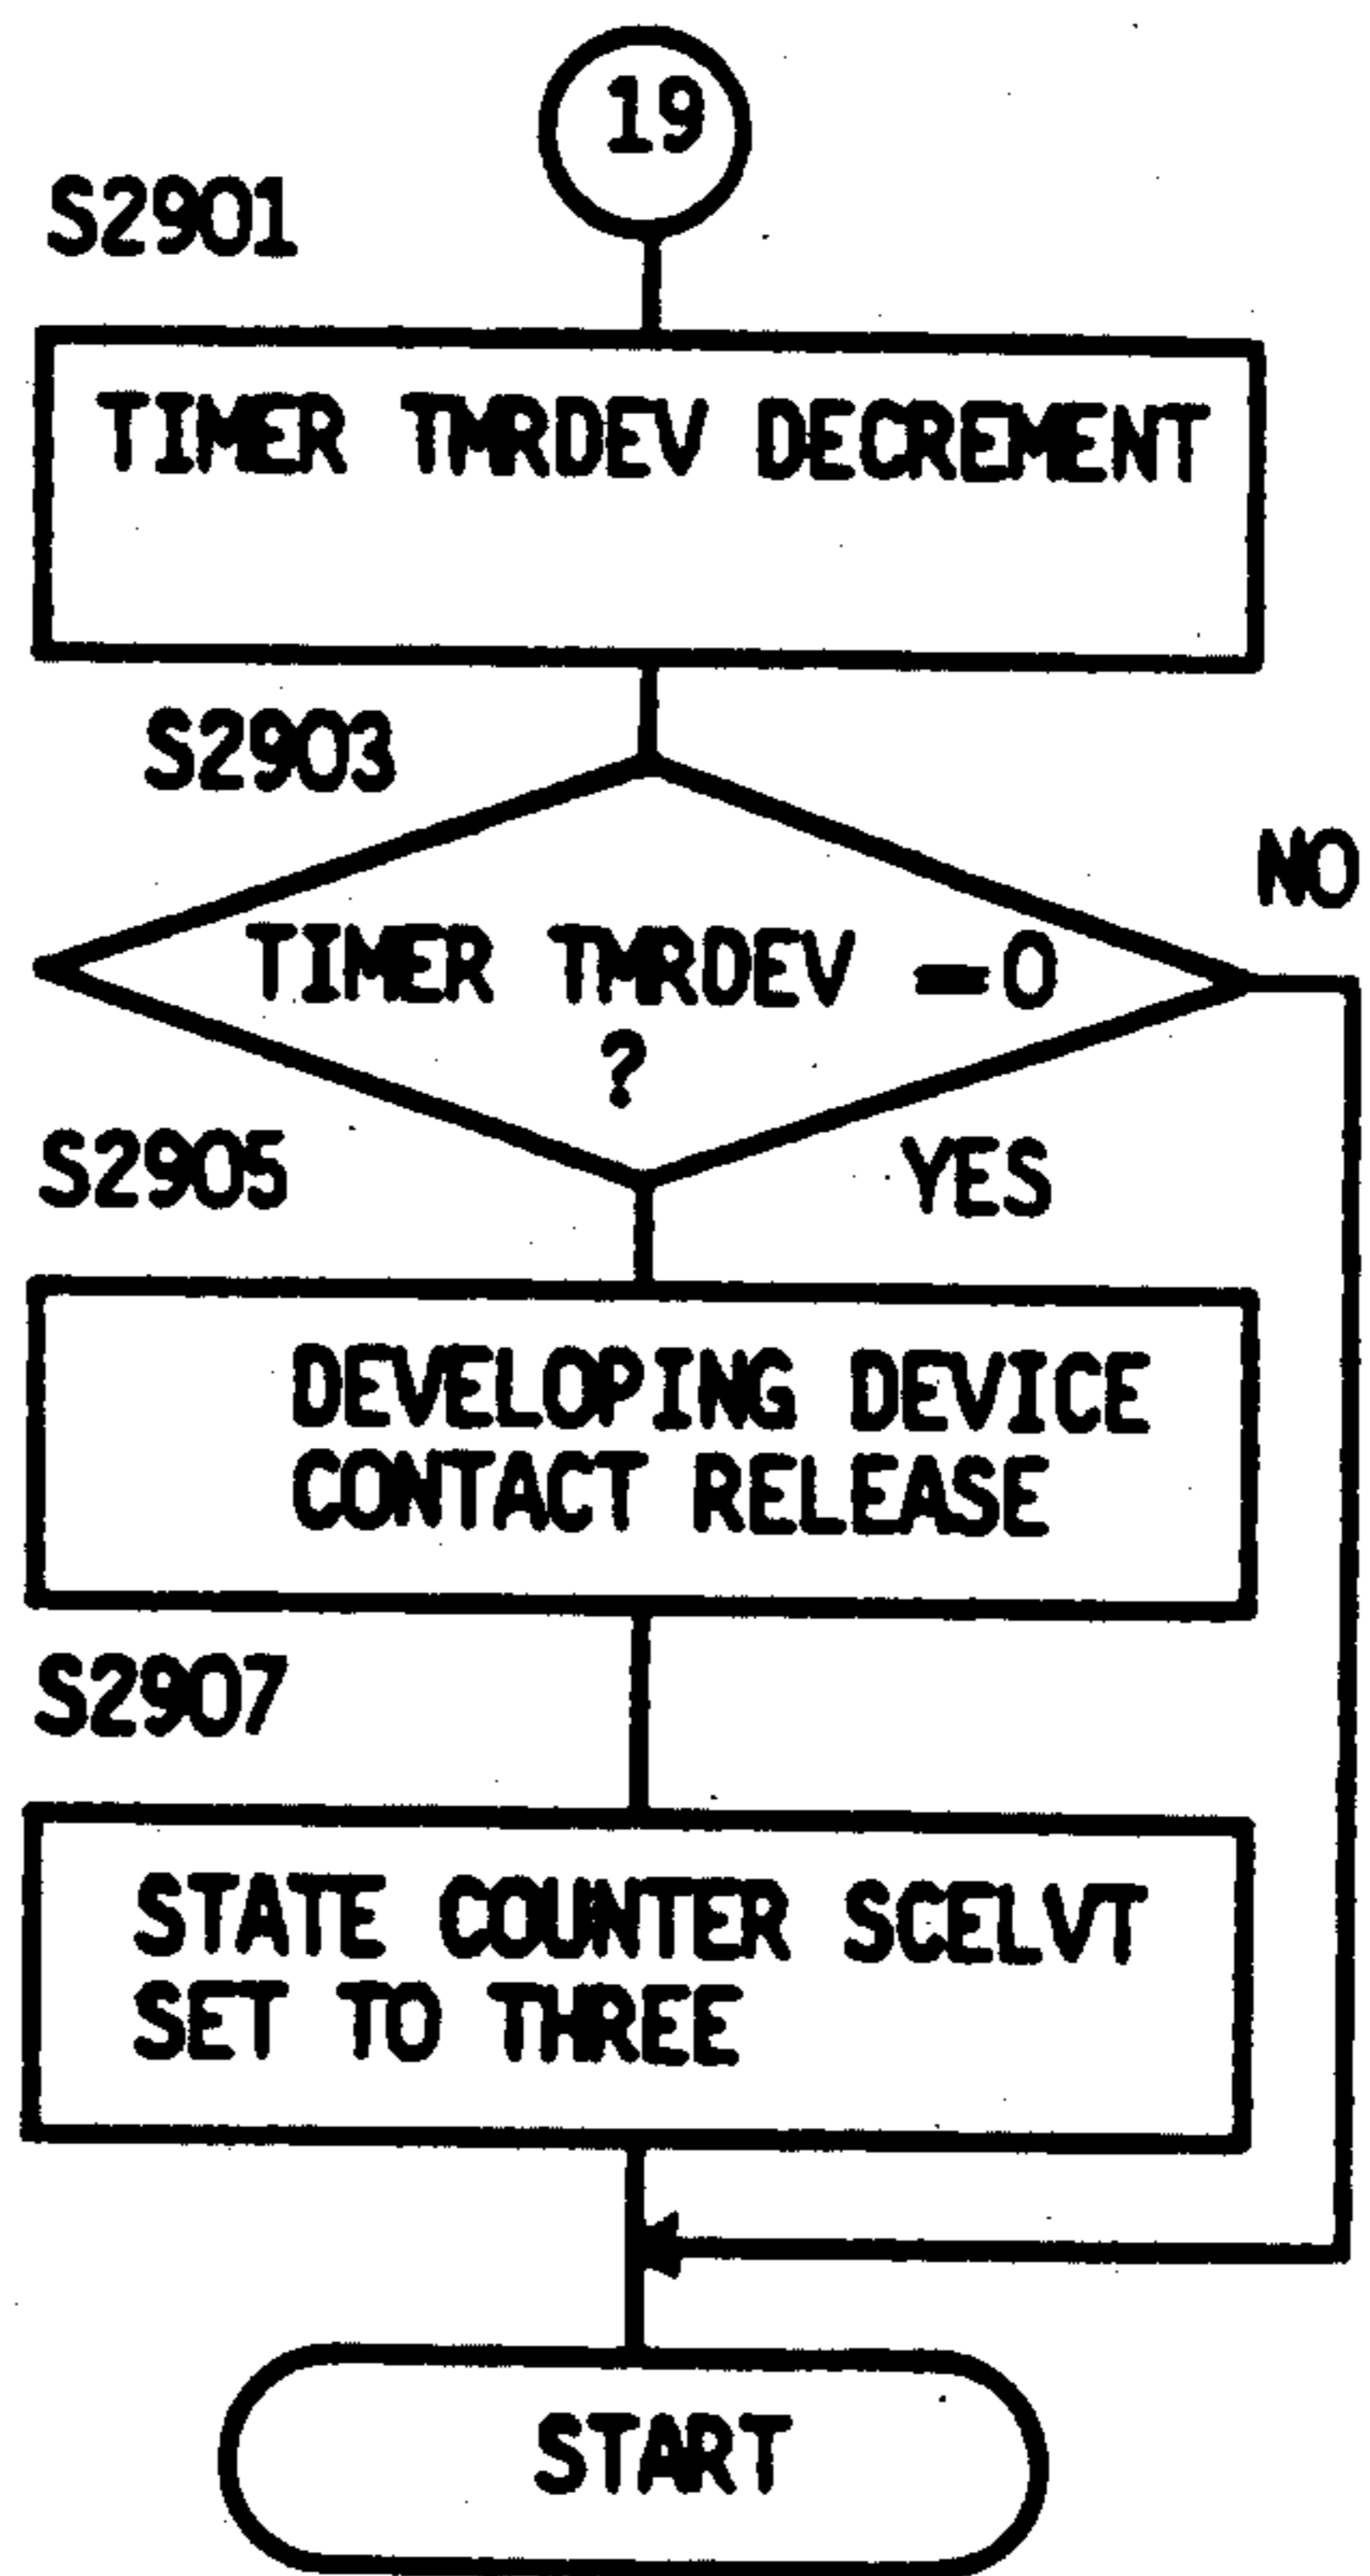 19
S2901
TIMER TMRDEV DECREMENT
S2903
NO
TIMER TMRDEV =0
?
S2905
YES
DEVELOPING DEVICE
CONTACT RELEASE
S2907
STATE COUNTER SCELVT
SET TO THREE
START